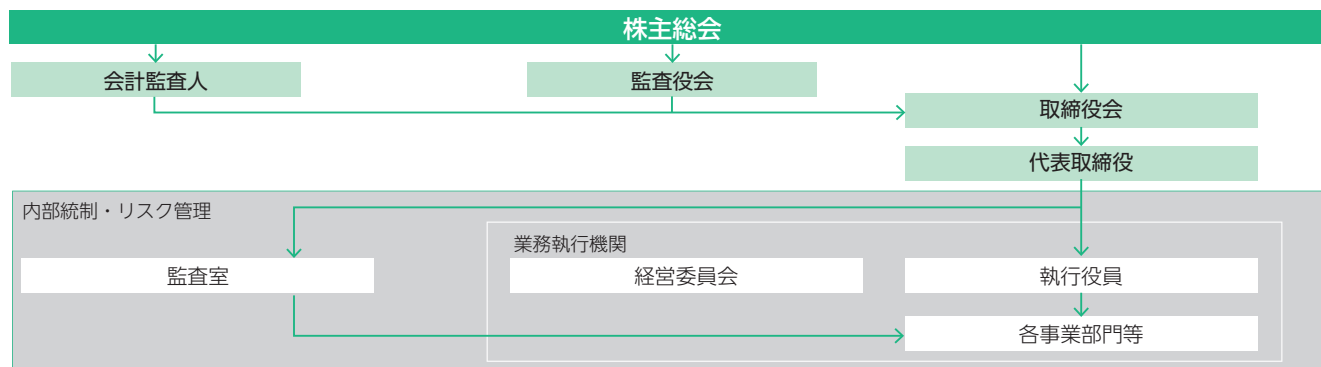 株主総会
会計監査人
監査役会
取締役会
代表取締役
内部統制・リスク管理
業務執行機関
監査室
経営委員会
執行役員
各事業部門等